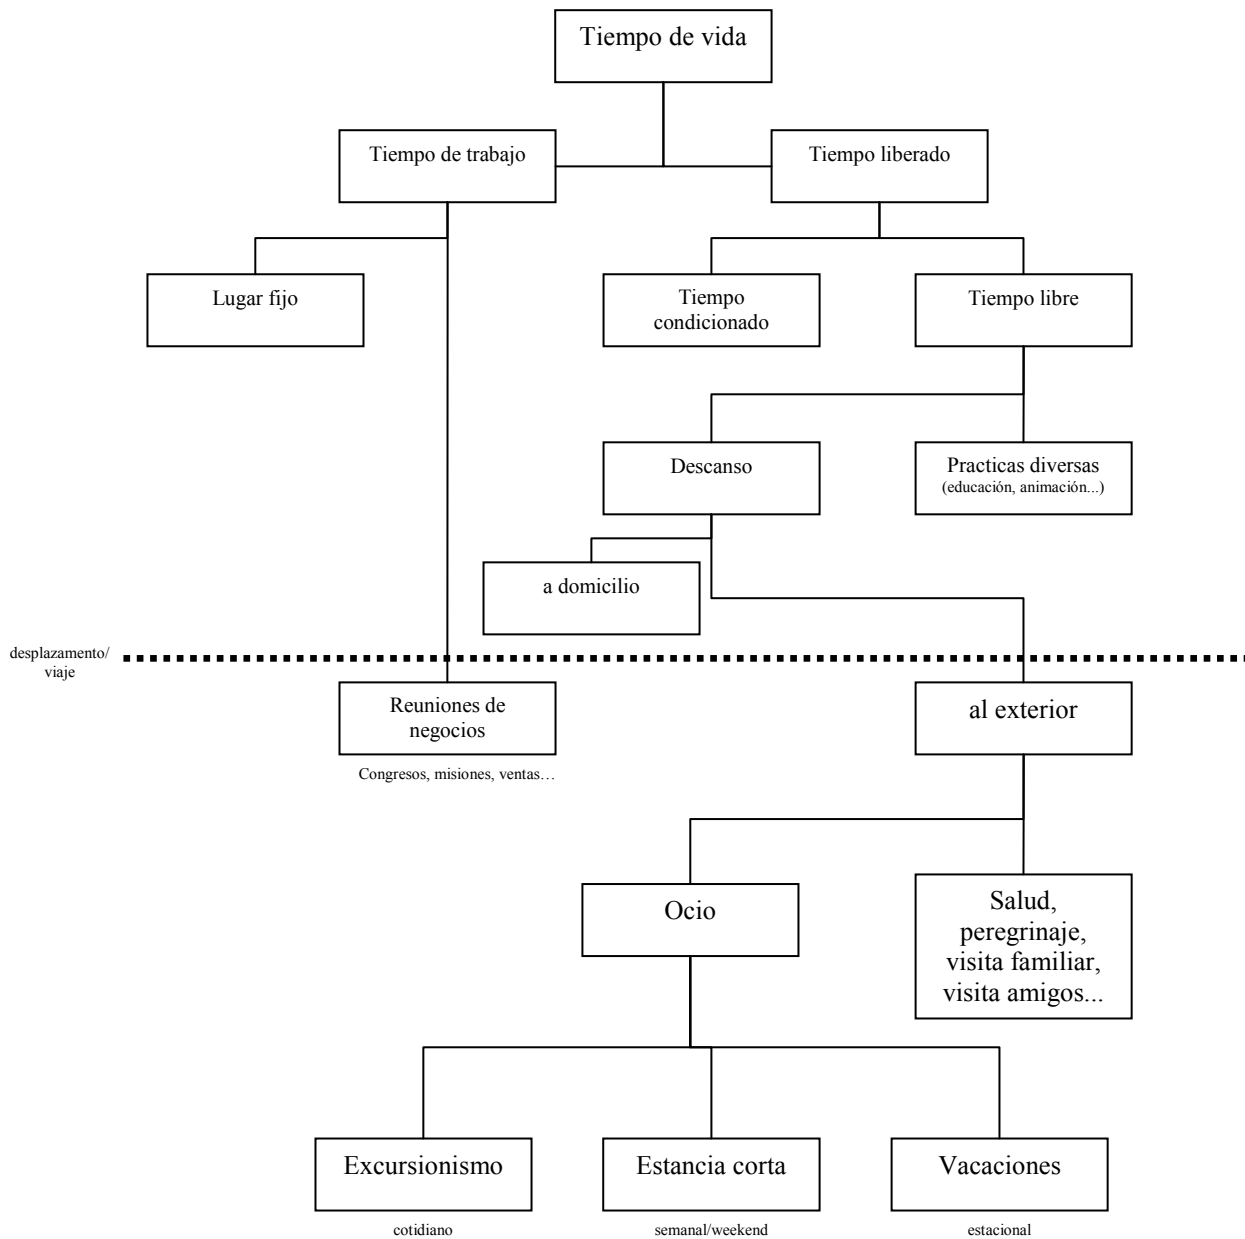 Tiempo de vida
Tiempo de trabajo
Tiempo liberado
Lugar fijo
Tiempo
condicionado
Tiempo libre
Descanso
Practicas diversas
(educación, animación...)
a domicilio
desplazamento/
viaje
Reuniones de
negocios
al exterior
Congresos, misiones, ventas…
Ocio
Salud,
peregrinaje,
visita familiar,
visita amigos...
Excursionismo
Estancia corta
Vacaciones
cotidiano
semanal/weekend
estacional